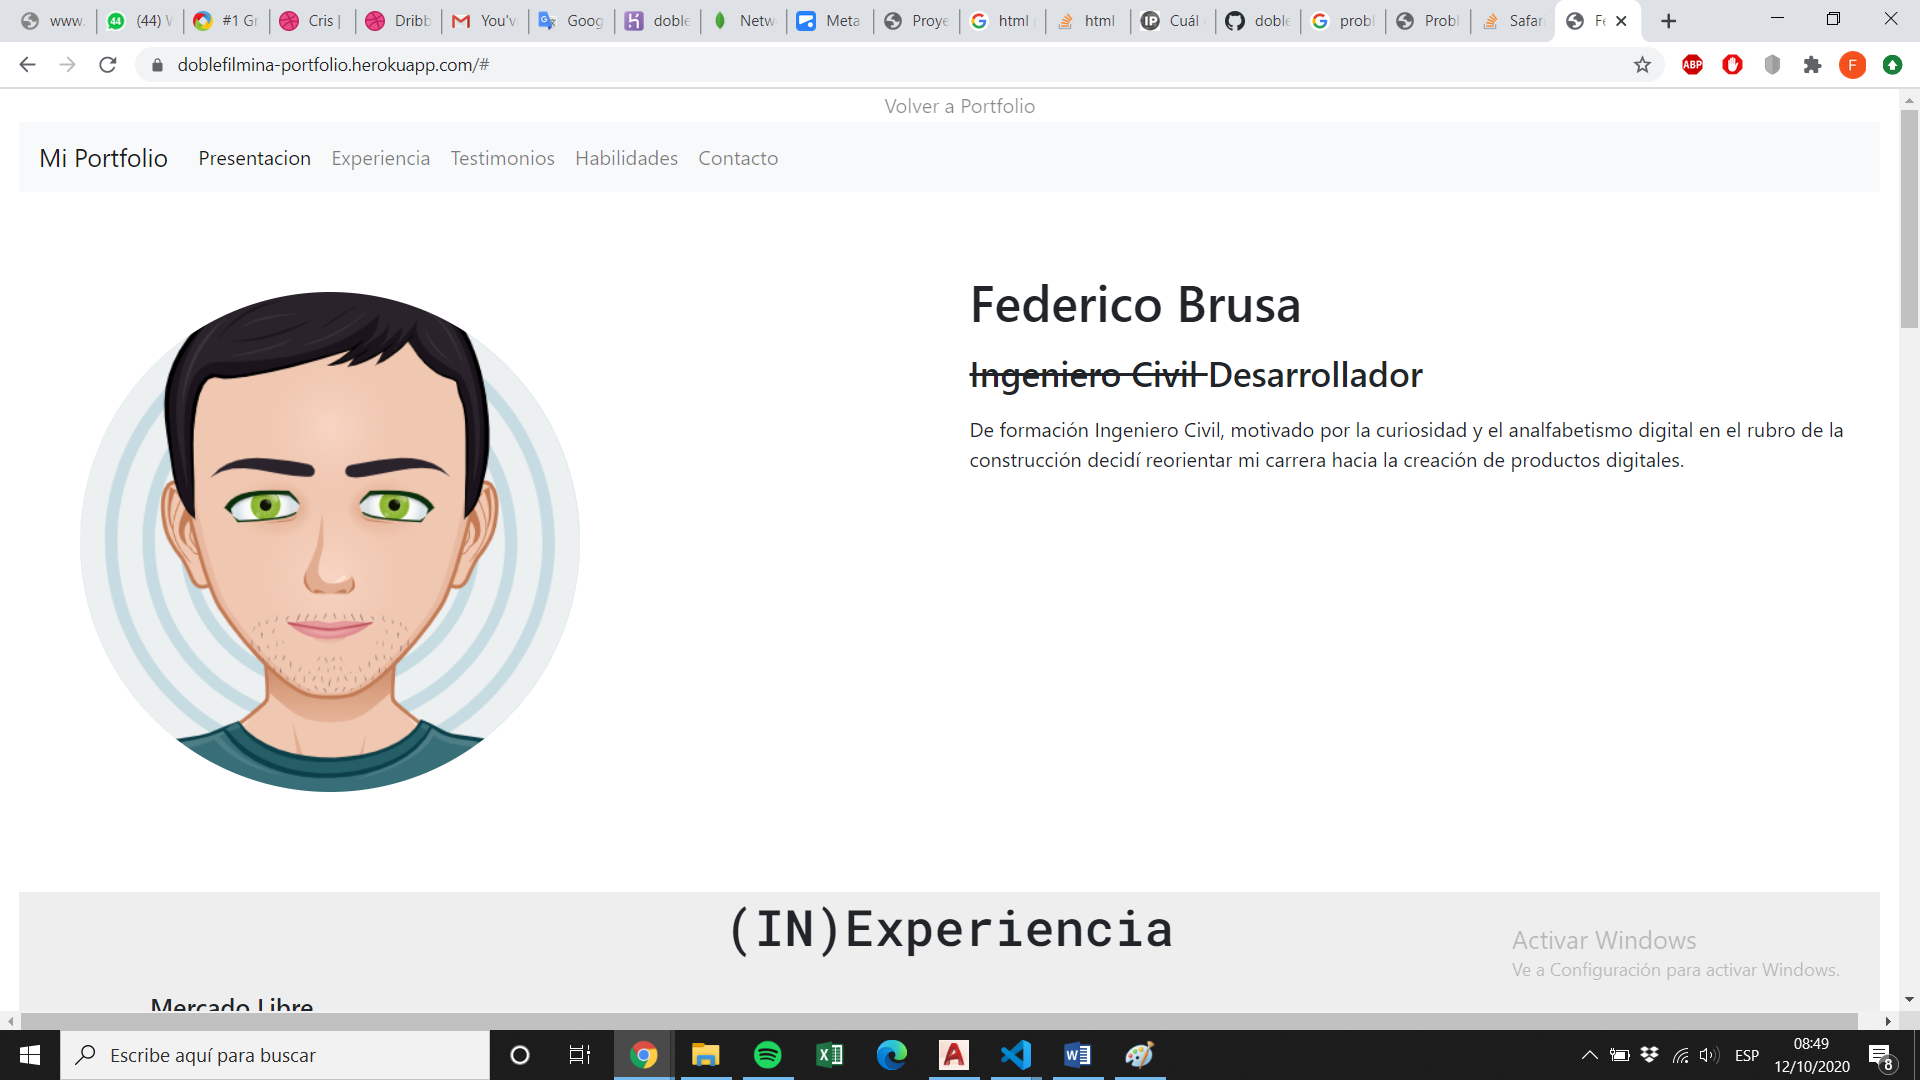 www.
(44) W
#1 Gr
Cris |
Dribb
You'v
Goog
doble
Netw
Meta
Proye
html
html
Cuál
doble
probl
Probl
Safari
Fe
doblefilmina-portfolio.herokuapp.com/#
ABP
F
Volver a Portfolio
Mi Portfolio Presentacion Experiencia Testimonios Habilidades Contacto
Federico Brusa
Ingeniero Civil Desarrollador
De formación Ingeniero Civil, motivado por la curiosidad y el analfabetismo digital en el rubro de la
construcción decidí reorientar mi carrera hacia la creación de productos digitales.
(IN)Experiencia
Activar Windows
Ve a Configuración para activar Windows.
Mercado Libre
Escribe aquí para buscar
ESP
08:49
12/10/2020
8